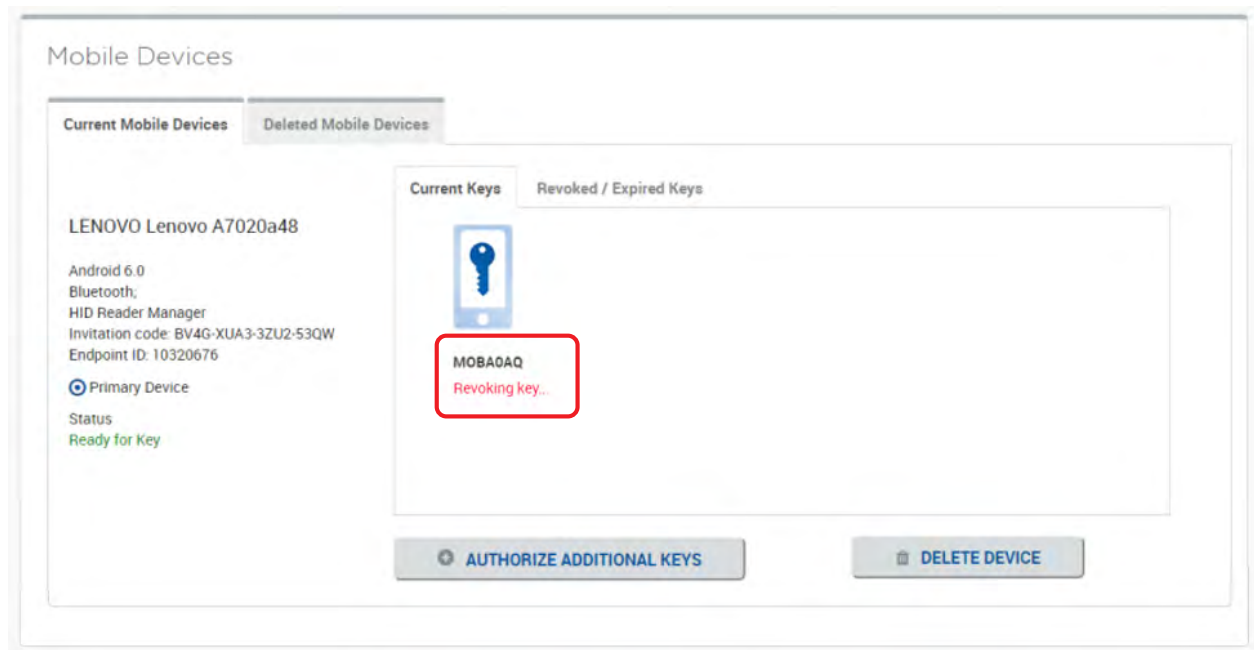 Mobile Devices
Current Mobile Devices
Deleted Mobile Devices
LENOVO Lenovo A7020a48
Android 6.0
Bluetooth;
HID Reader Manager
Invitation code: BV4G-XUA3-3ZU2-53QW
Endpoint ID: 10320676
Primary Device
Status
Ready for Key
Current Keys
Revoked / Expired Keys
MOBA0AQ
Revoking key...
AUTHORIZE ADDITIONAL KEYS
DELETE DEVICE